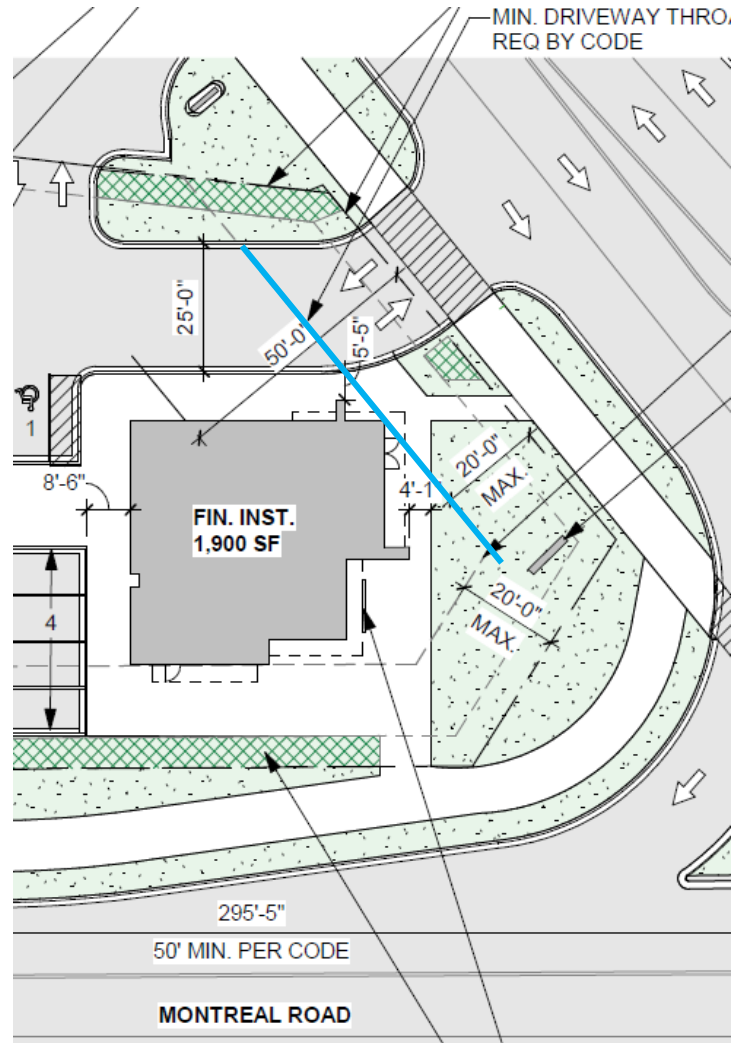 MIN. DRIVEWAY
REQ BY CODE
25'-0"
50'-0"
5'-5"
1
8'-6"
20'-0"
MAX.
4'-1
FIN. INST.
1,900 SF
4
20'-0"
MAX.
295'-5"
50' MIN. PER CODE
MONTREAL ROAD